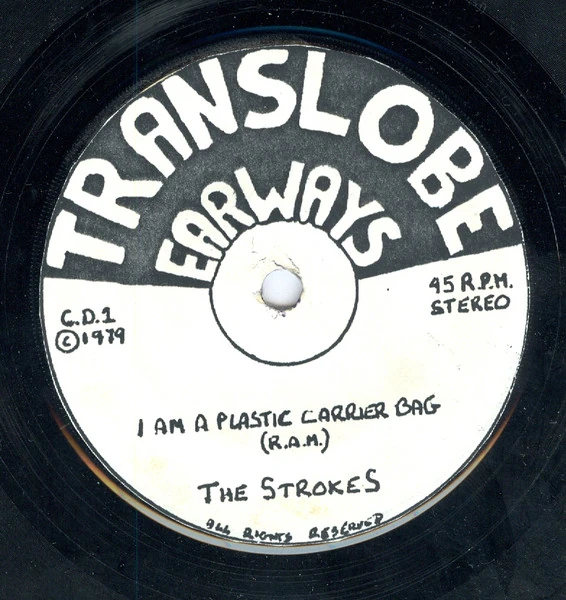 TRANSLOBE
EARWAYS
C.D.1
©1979
45 R.P.M.
STEREO
I AM A PLASTIC CARRIER BAG
(R.A.M.)
THE STROKES
ALL RIGHTS RESERVED